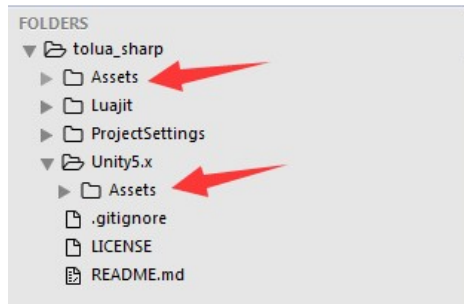 FOLDERS
tolua_sharp
Assets
Luajit
ProjectSettings
Unity5.x
Assets
.gitignore
LICENSE
README.md